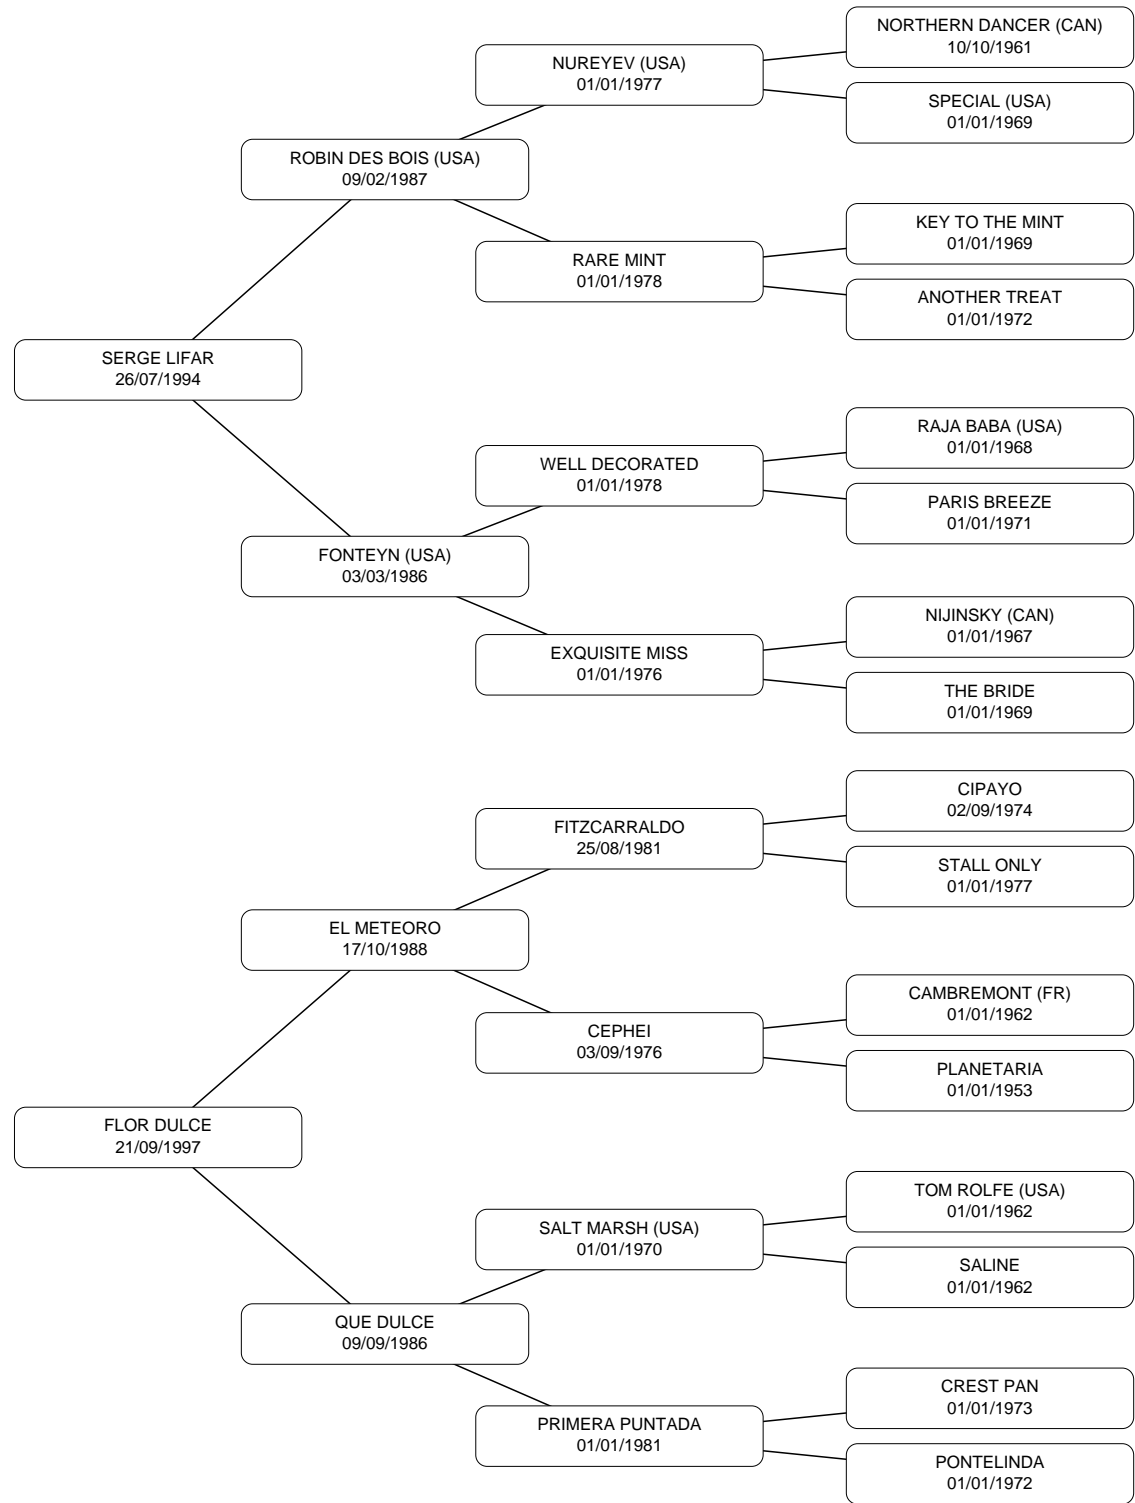 NORTHERN DANCER (CAN)
10/10/1961
NUREYEV (USA)
01/01/1977
SPECIAL (USA)
01/01/1969
ROBIN DES BOIS (USA)
09/02/1987
KEY TO THE MINT
01/01/1969
RARE MINT
01/01/1978
ANOTHER TREAT
01/01/1972
SERGE LIFAR
26/07/1994
RAJA BABA (USA)
01/01/1968
WELL DECORATED
01/01/1978
PARIS BREEZE
01/01/1971
FONTEYN (USA)
03/03/1986
NIJINSKY (CAN)
01/01/1967
EXQUISITE MISS
01/01/1976
THE BRIDE
01/01/1969
CIPAYO
02/09/1974
FITZCARRALDO
25/08/1981
STALL ONLY
01/01/1977
EL METEORO
17/10/1988
CAMBREMONT (FR)
01/01/1962
CEPHEI
03/09/1976
PLANETARIA
01/01/1953
FLOR DULCE
21/09/1997
TOM ROLFE (USA)
01/01/1962
SALT MARSH (USA)
01/01/1970
SALINE
01/01/1962
QUE DULCE
09/09/1986
CREST PAN
01/01/1973
PRIMERA PUNTADA
01/01/1981
PONTELINDA
01/01/1972